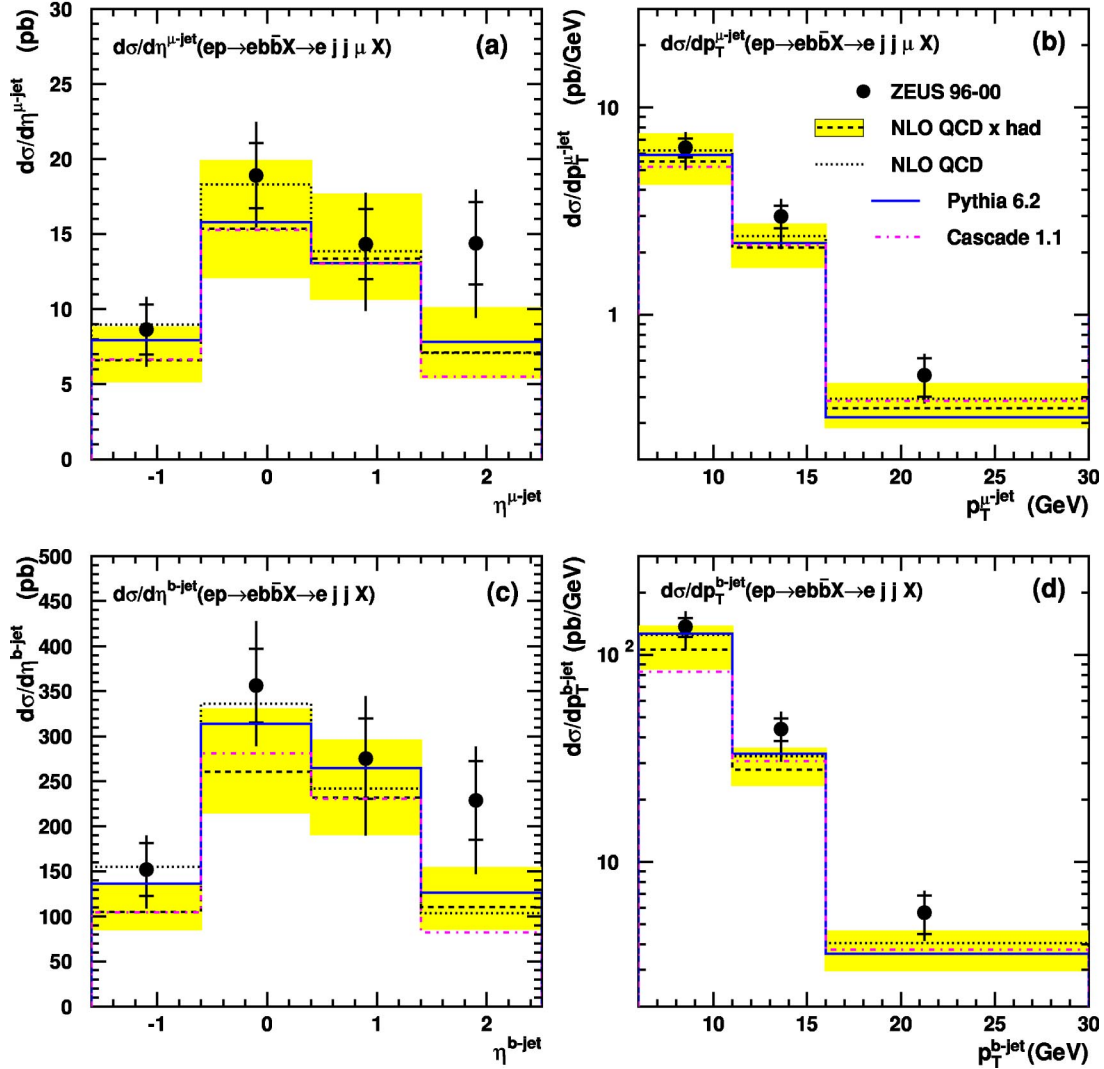 dσ/dη^μ-jet (pb)
30
25
20
15
10
5
0
dσ/dη^μ-jet(ep→ebb̄X→e j j μ X)
(a)
-1 0 1 2
η^μ-jet
dσ/dp_T^μ-jet (pb/GeV)
10
1
dσ/dp_T^μ-jet(ep→ebb̄X→e j j μ X)
(b)
ZEUS 96-00
NLO QCD x had
NLO QCD
Pythia 6.2
Cascade 1.1
10 15 20 25 30
p_T^μ-jet (GeV)
dσ/dη^b-jet (pb)
500
450
400
350
300
250
200
150
100
50
0
dσ/dη^b-jet(ep→ebb̄X→e j j X)
(c)
-1 0 1 2
η^b-jet
dσ/dp_T^b-jet (pb/GeV)
10^2
10
dσ/dp_T^b-jet(ep→ebb̄X→e j j X)
(d)
10 15 20 25 30
p_T^b-jet (GeV)